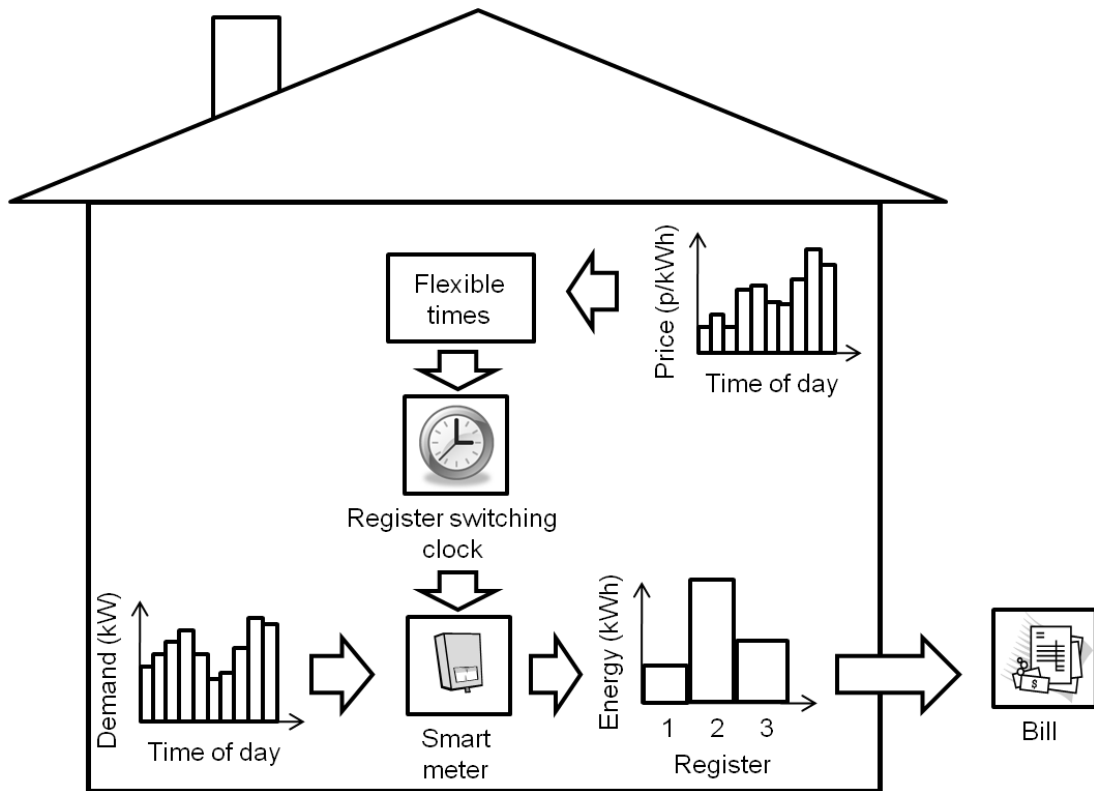 Flexible
times
Price (p/kWh)
Time of day
Register switching
clock
Demand (kW)
Time of day
Smart
meter
Energy (kWh)
1 2 3
Register
$
Bill